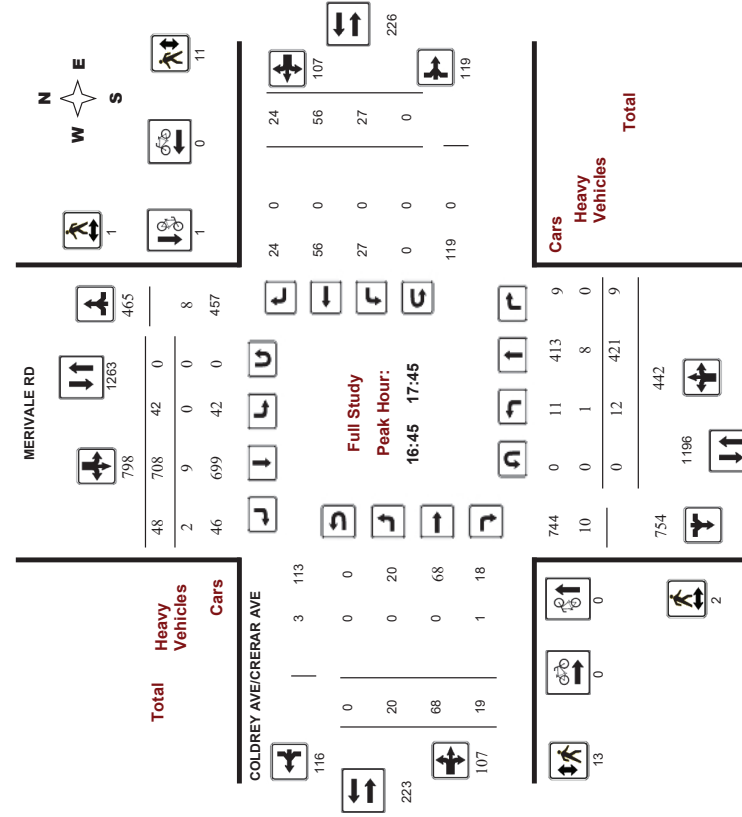 N
W E
S
MERIVALE RD
1 11
1 0
798 1263 465
48 708 42 0
2 9 0 0 8
46 699 42 0 457
Total
Heavy
Vehicles
Cars
COLDREY AVE/CRERAR AVE
116 3 113
0 0 0
20 0 20
223 68 0 68
107 19 1 18
Full Study
Peak Hour:
16:45 17:45
24 0 24 107 226
56 0 56
27 0 27
0 0 0
119 0 119
Cars
Heavy
Vehicles
Total
744 0 11 413 9
10 0 1 8 0
0 12 421 9
754 1196 442
0 0
13 2